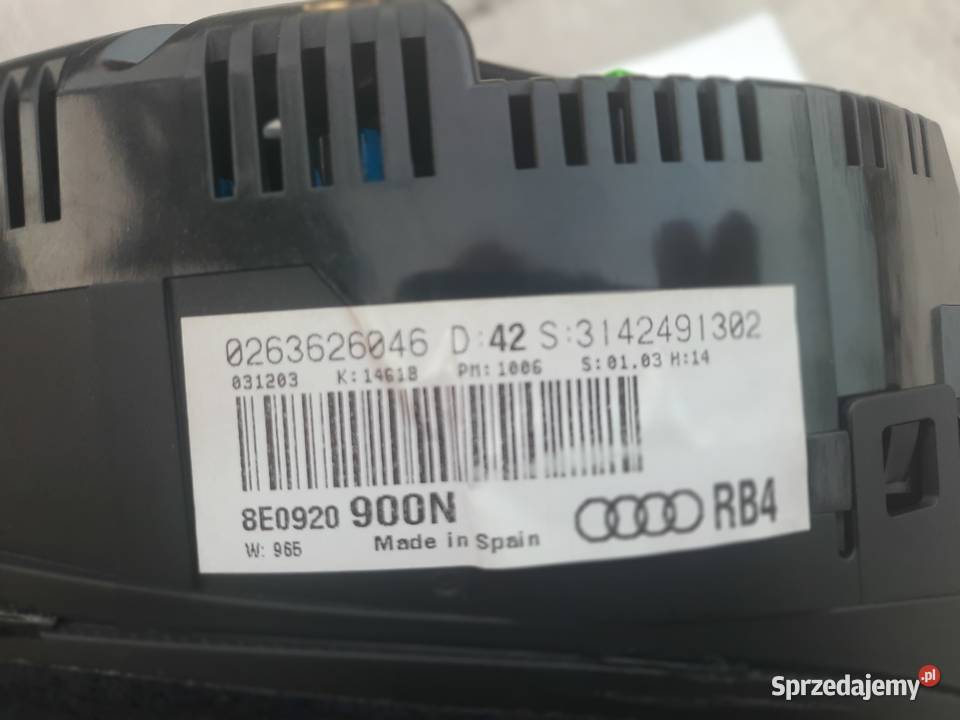 0263626046 D:42 S:3142491302
031203 K:14618 PM:1006 S:01.03 H:14
8E0920 900N
RB4
W: 965 Made in Spain
Sprzedajemy.pl